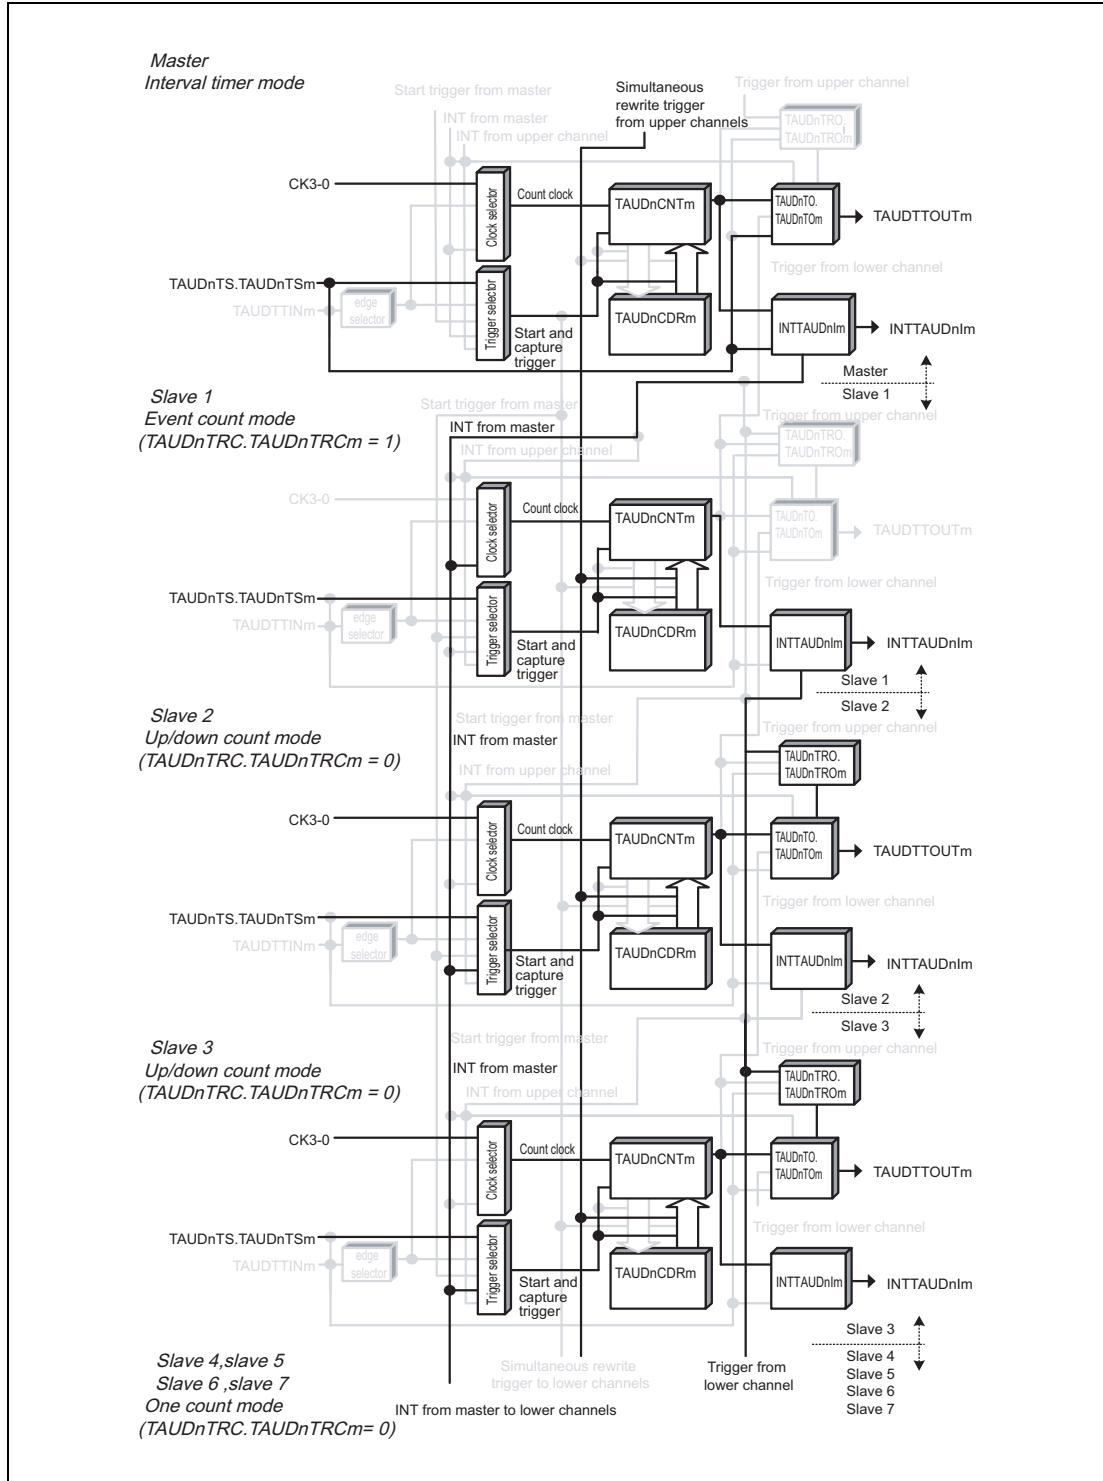 Master
Interval timer mode
Start trigger from master
INT from master
INT from upper channel
Simultaneous
rewrite trigger
from upper channels
Trigger from upper channel
TAUDnTRO.
TAUDnTROm
CK3-0
Clock selector
Count clock
TAUDnCNTm
TAUDnTO.
TAUDnTOm
TAUDTTOUTm
TAUDnTS.TAUDnTSm
TAUDTTINm
edge
selector
Trigger selector
Start and
capture
trigger
TAUDnCDRm
Trigger from lower channel
INTTAUDnIm
INTTAUDnIm
Master
Slave 1
Slave 1
Event count mode
(TAUDnTRC.TAUDnTRCm = 1)
Start trigger from master
INT from master
INT from upper channel
Trigger from upper channel
TAUDnTRO.
TAUDnTROm
CK3-0
Clock selector
Count clock
TAUDnCNTm
TAUDnTO.
TAUDnTOm
TAUDTTOUTm
TAUDnTS.TAUDnTSm
TAUDTTINm
edge
selector
Trigger selector
Start and
capture
trigger
TAUDnCDRm
Trigger from lower channel
INTTAUDnIm
INTTAUDnIm
Slave 1
Slave 2
Slave 2
Up/down count mode
(TAUDnTRC.TAUDnTRCm = 0)
Start trigger from master
INT from master
INT from upper channel
Trigger from upper channel
TAUDnTRO.
TAUDnTROm
CK3-0
Clock selector
Count clock
TAUDnCNTm
TAUDnTO.
TAUDnTOm
TAUDTTOUTm
TAUDnTS.TAUDnTSm
TAUDTTINm
edge
selector
Trigger selector
Start and
capture
trigger
TAUDnCDRm
Trigger from lower channel
INTTAUDnIm
INTTAUDnIm
Slave 2
Slave 3
Slave 3
Up/down count mode
(TAUDnTRC.TAUDnTRCm = 0)
Start trigger from master
INT from master
INT from upper channel
Trigger from upper channel
TAUDnTRO.
TAUDnTROm
CK3-0
Clock selector
Count clock
TAUDnCNTm
TAUDnTO.
TAUDnTOm
TAUDTTOUTm
TAUDnTS.TAUDnTSm
TAUDTTINm
edge
selector
Trigger selector
Start and
capture
trigger
TAUDnCDRm
Trigger from lower channel
INTTAUDnIm
INTTAUDnIm
Slave 3
Slave 4
Slave 5
Slave 6
Slave 7
Slave 4,slave 5
Slave 6 ,slave 7
One count mode
(TAUDnTRC.TAUDnTRCm= 0)
Simultaneous rewrite
trigger to lower channels
INT from master to lower channels
Trigger from
lower channel